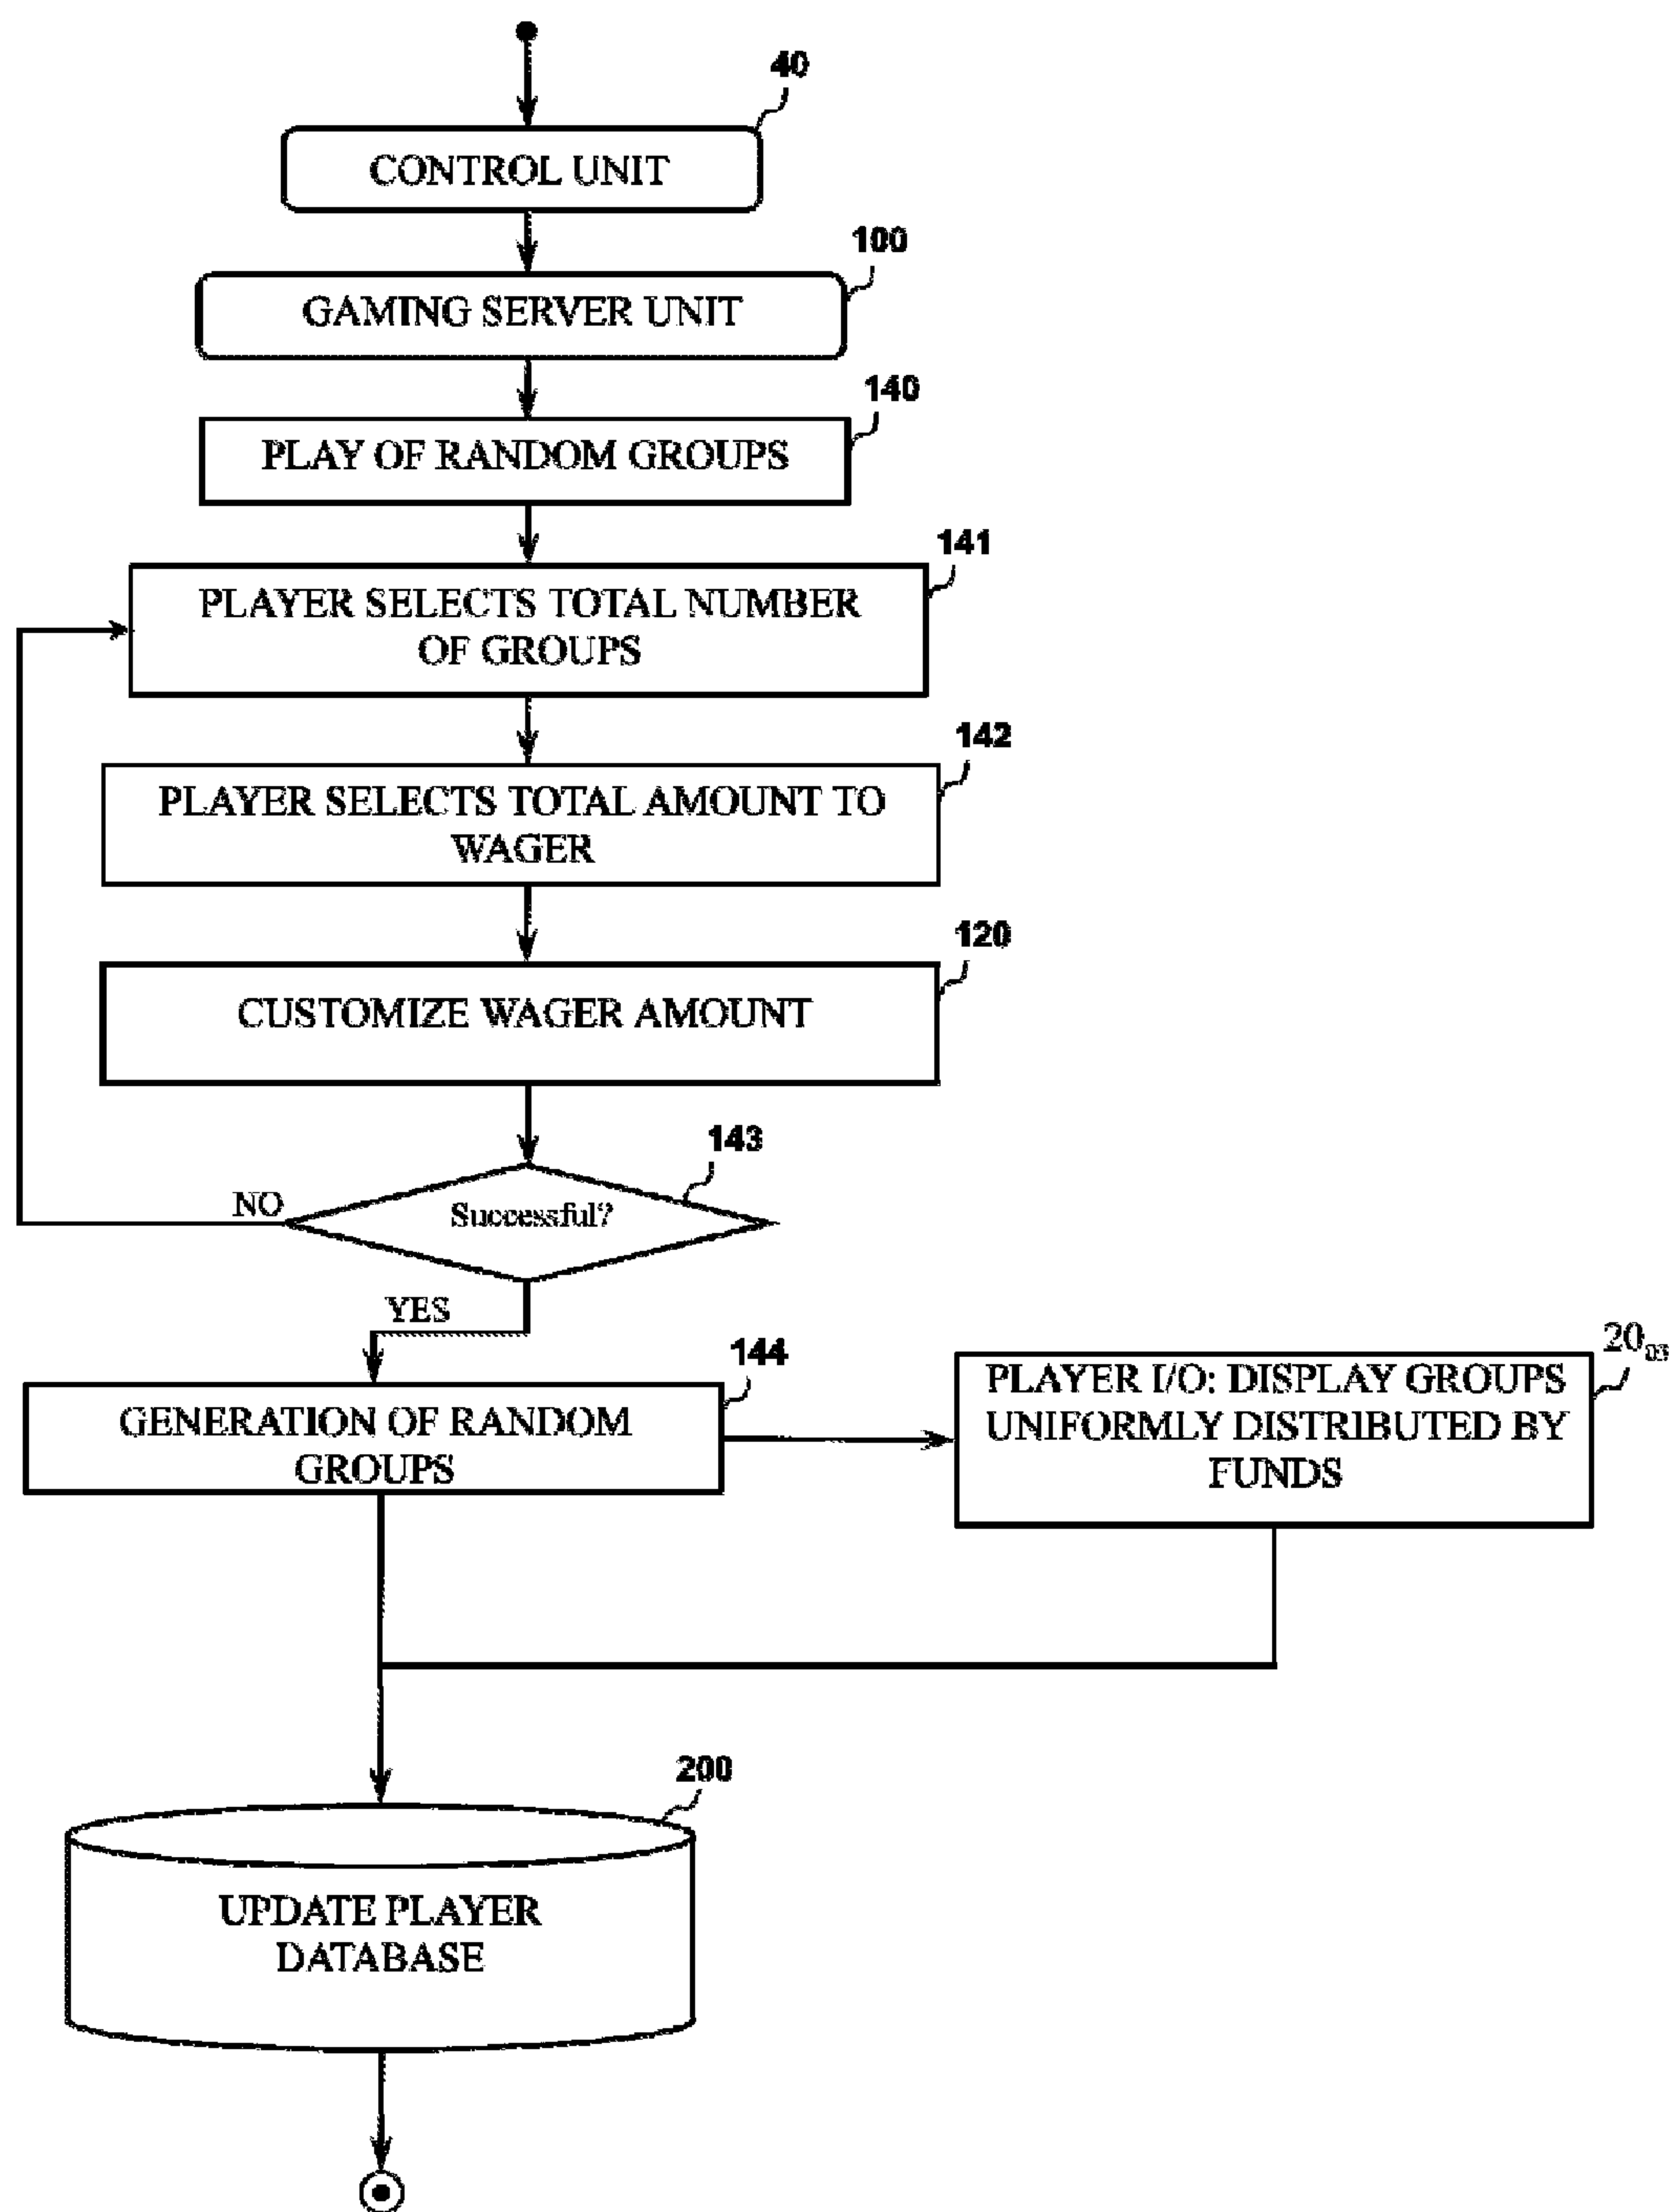 40
CONTROL UNIT
100
GAMING SERVER UNIT
140
PLAY OF RANDOM GROUPS
141
PLAYER SELECTS TOTAL NUMBER
OF GROUPS
142
PLAYER SELECTS TOTAL AMOUNT TO
WAGER
120
CUSTOMIZE WAGER AMOUNT
143
NO
Successful?
YES
144
GENERATION OF RANDOM
GROUPS
20₀₃
PLAYER I/O: DISPLAY GROUPS
UNIFORMLY DISTRIBUTED BY
FUNDS
200
UPDATE PLAYER
DATABASE